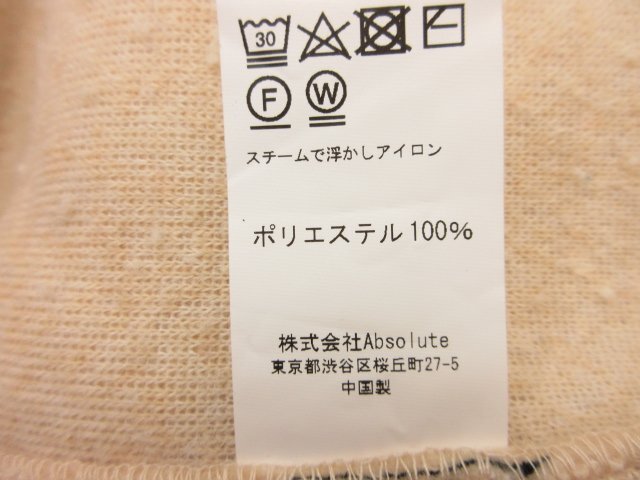 30
F W
スチームで浮かしアイロン
ポリエステル100%
株式会社Absolute
東京都渋谷区桜丘町27-5
中国製